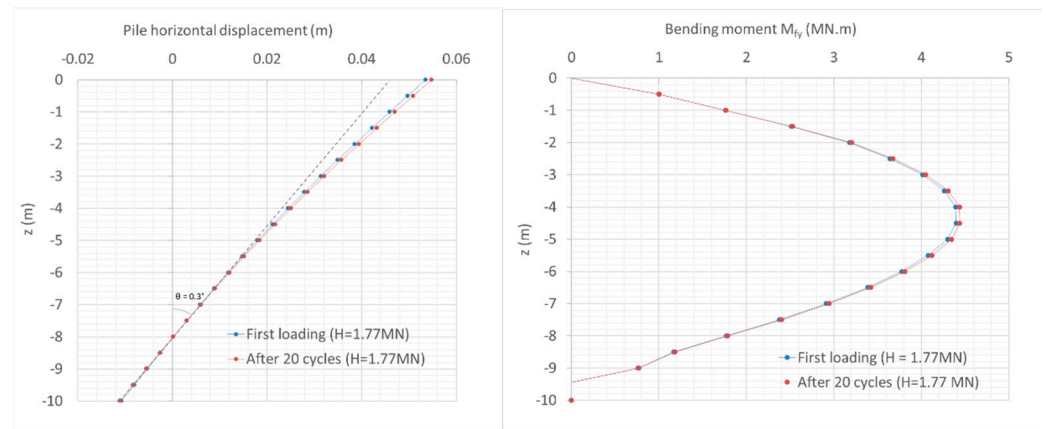 Pile horizontal displacement (m)
-0.02 0 0.02 0.04 0.06
0
-1
-2
-3
-4
-5
-6
-7
-8
-9
-10
z (m)
θ = 0.3°
First loading (H=1.77MN)
After 20 cycles (H=1.77MN)
Bending moment Mfy (MN.m)
0 1 2 3 4 5
0
-1
-2
-3
-4
-5
-6
-7
-8
-9
-10
z (m)
First loading (H = 1.77MN)
After 20 cycles (H=1.77 MN)